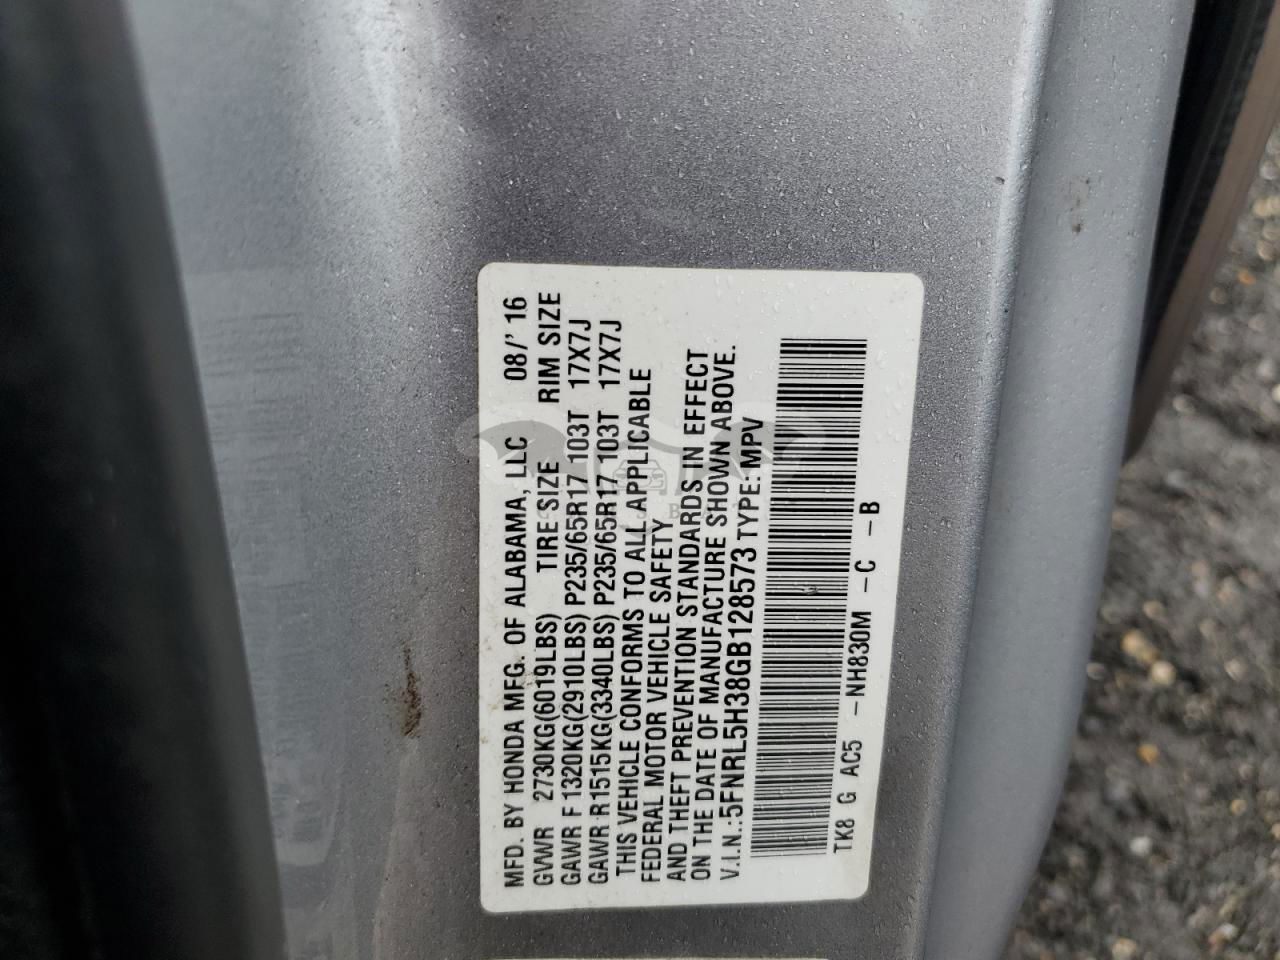 MFD. BY HONDA MFG. OF ALABAMA, LLC 08/' 16
GVWR 2730KG(6019LBS) TIRE SIZE RIM SIZE
GAWR F 1320KG(2910LBS) P235/65R17 103T 17X7J
GAWR R 1515KG(3340LBS) P235/65R17 103T 17X7J
THIS VEHICLE CONFORMS TO ALL APPLICABLE
FEDERAL MOTOR VEHICLE SAFETY
AND THEFT PREVENTION STANDARDS IN EFFECT
ON THE DATE OF MANUFACTURE SHOWN ABOVE.
V.I.N.:5FNRL5H38GB128573 TYPE: MPV
TK8 G AC5 -NH830M -C -B